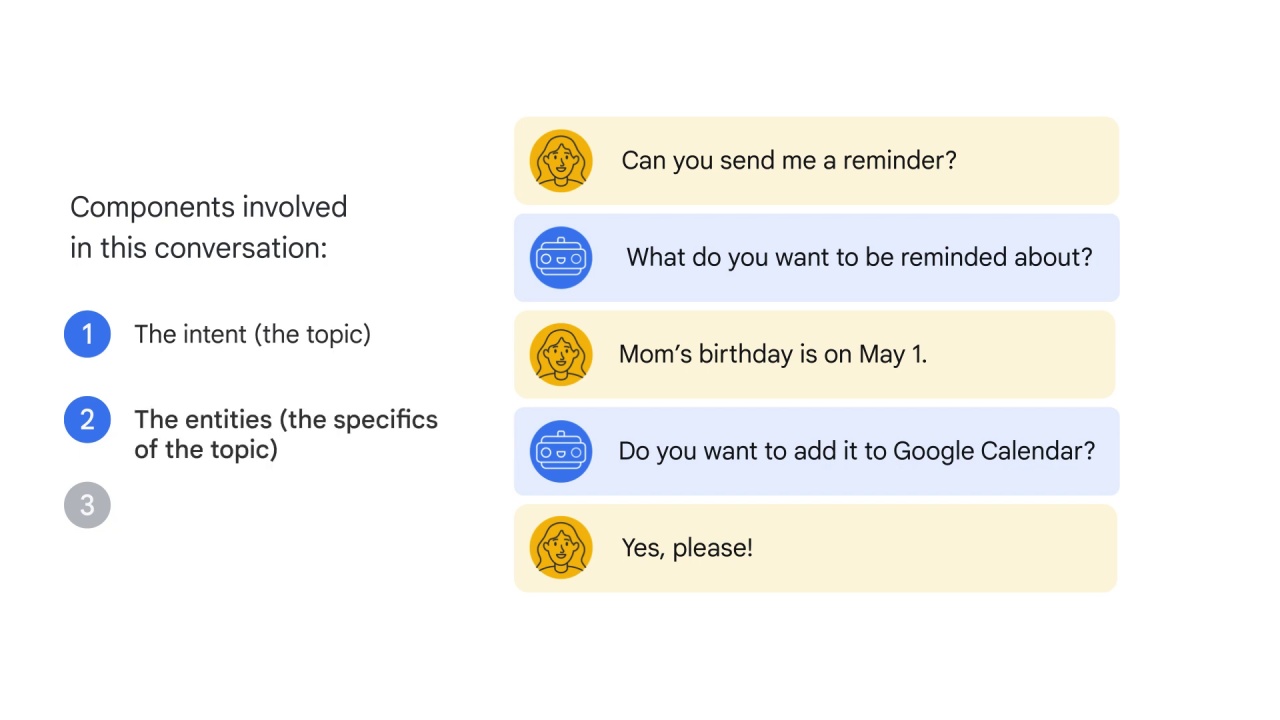 Components involved
in this conversation:
1 The intent (the topic)
2 The entities (the specifics
of the topic)
3
Can you send me a reminder?
What do you want to be reminded about?
Mom’s birthday is on May 1.
Do you want to add it to Google Calendar?
Yes, please!